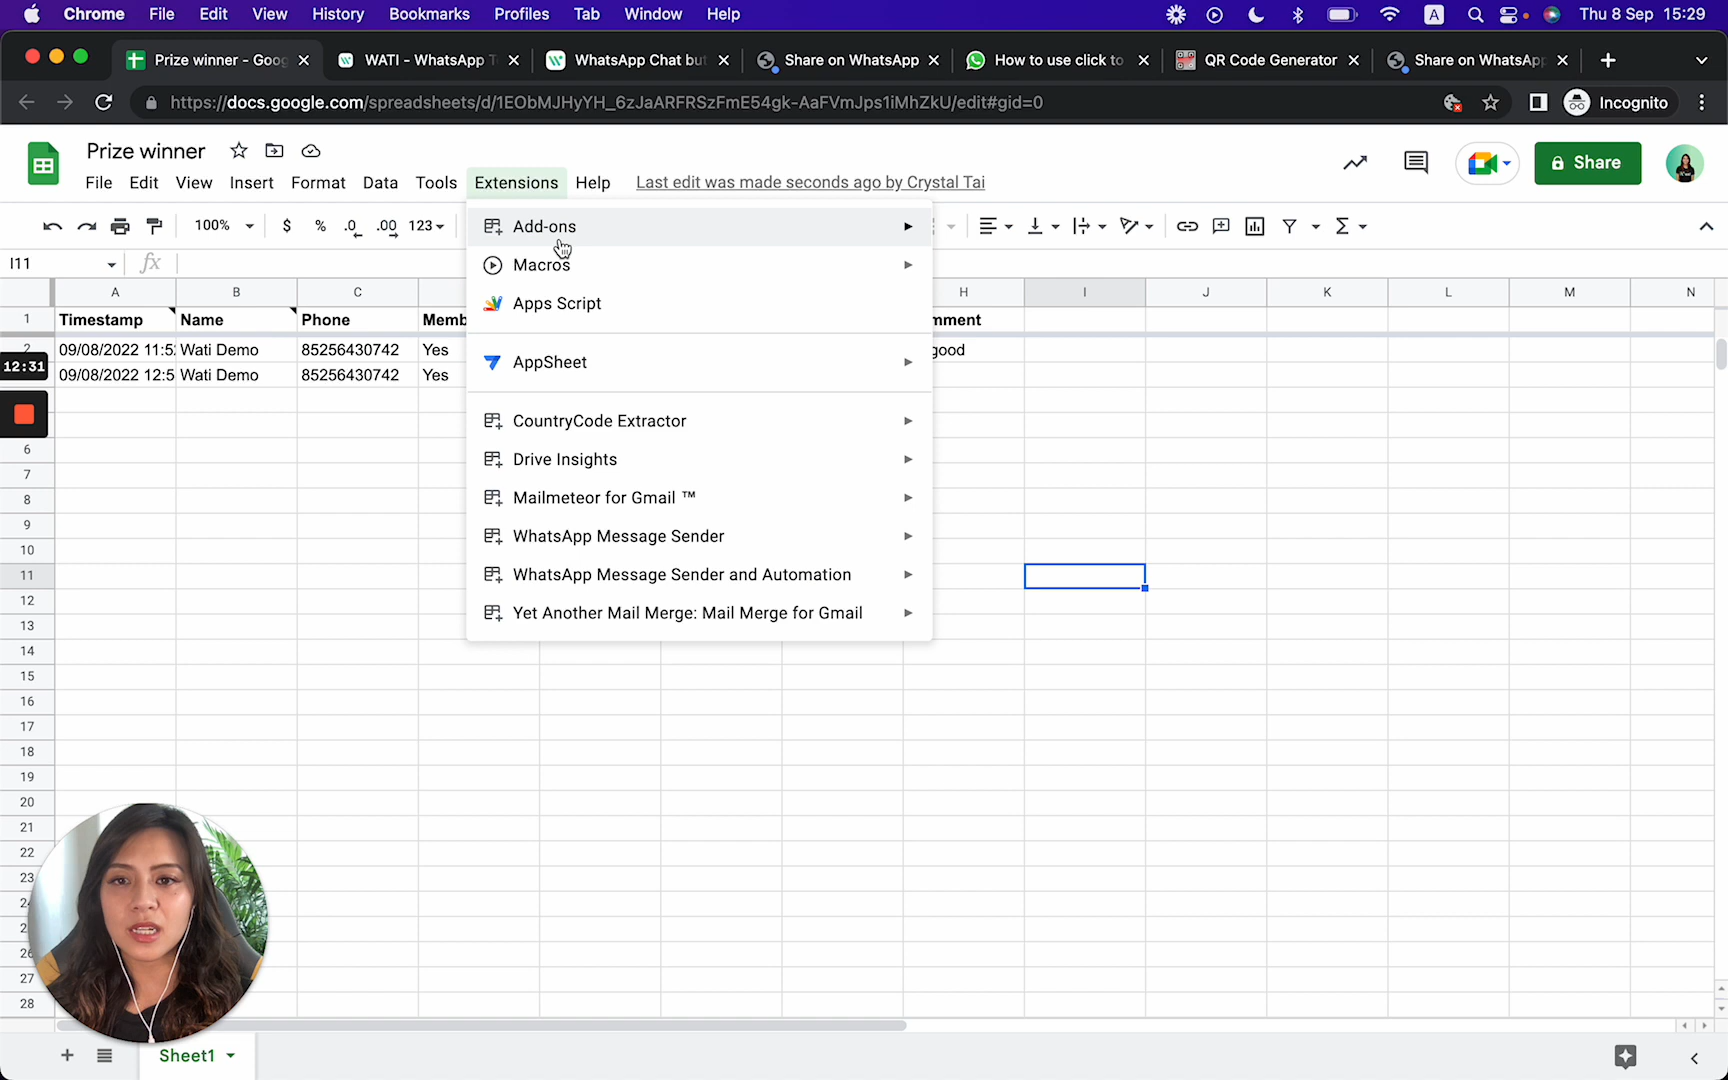 Chrome File Edit View History Bookmarks Profiles Tab Window Help A Thu 8 Sep 15:29
Prize winner - Goog WATI - WhatsApp T WhatsApp Chat but Share on WhatsApp How to use click to QR Code Generator Share on WhatsApp
https://docs.google.com/spreadsheets/d/1EObMJHyYH_6zJaARFRSzFmE54gk-AaFVmJps1iMhZkU/edit#gid=0 Incognito
Prize winner
Share
File Edit View Insert Format Data Tools Extensions Help Last edit was made seconds ago by Crystal Tai
100% $ % .0 .00 123
I11 fx
A B C H I J K L M N
1 Timestamp Name Phone Memb mment
2 09/08/2022 11:5 Wati Demo 85256430742 Yes good
12:31
09/08/2022 12:5 Wati Demo 85256430742 Yes
Add-ons
Macros
Apps Script
AppSheet
CountryCode Extractor
Drive Insights
Mailmeteor for Gmail ™
WhatsApp Message Sender
WhatsApp Message Sender and Automation
Yet Another Mail Merge: Mail Merge for Gmail
6
7
8
9
10
11
12
13
14
15
16
17
18
19
20
21
22
23
2
2
26
27
28
Sheet1